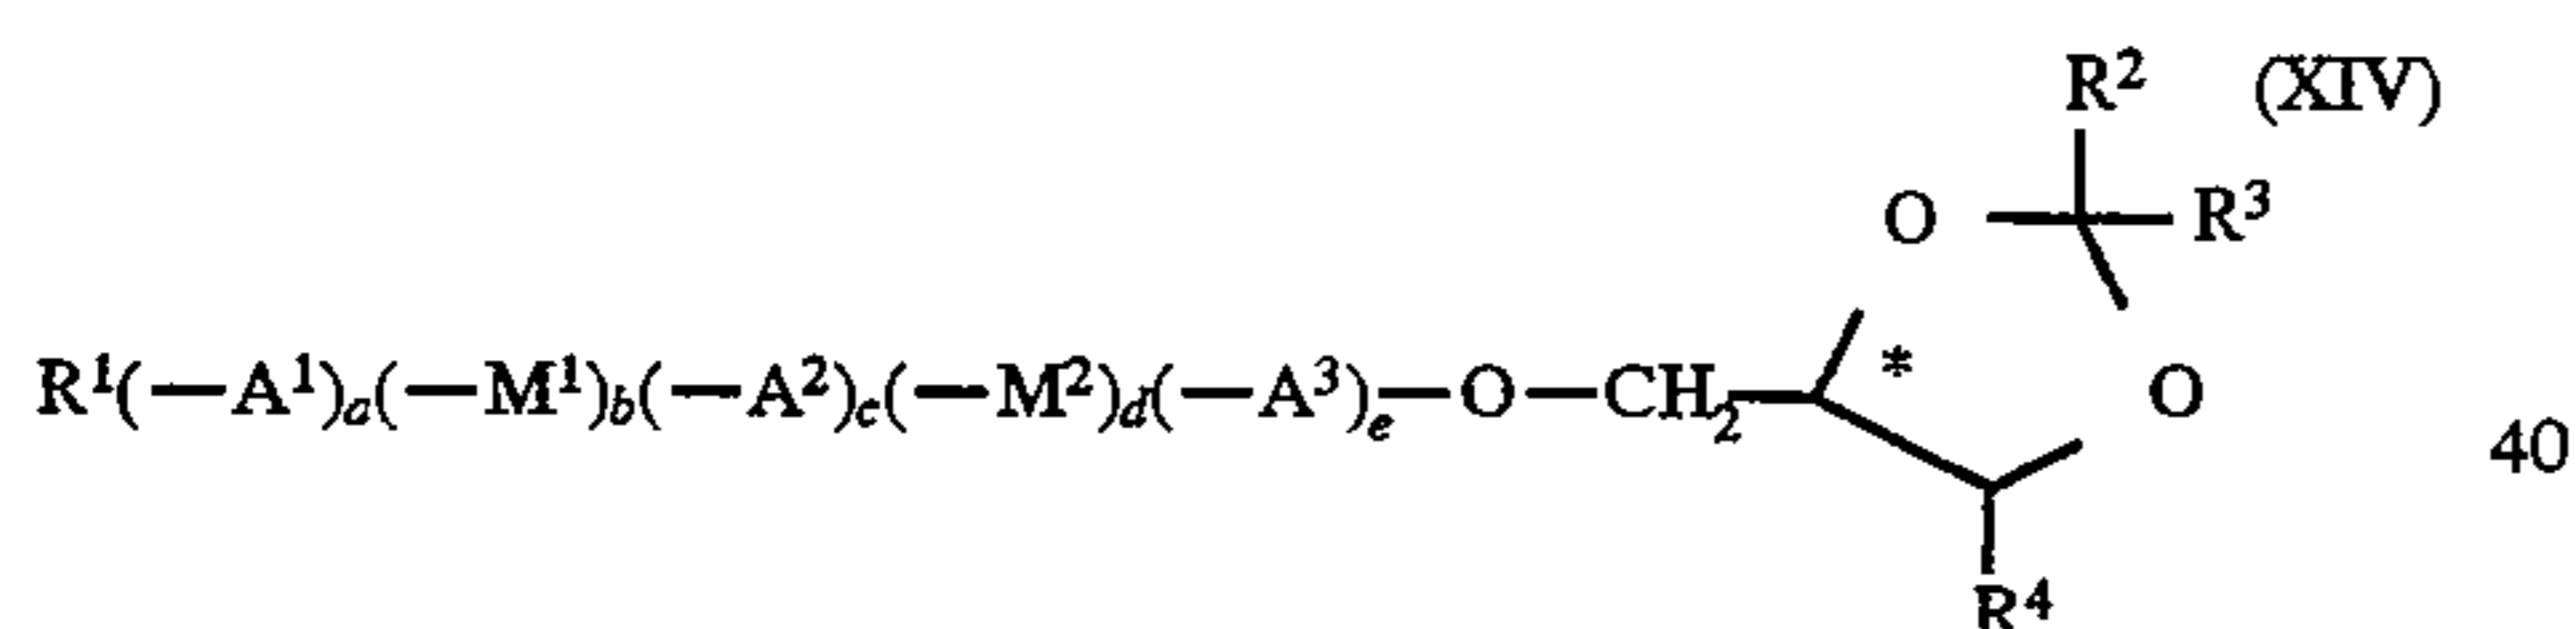 R² (XIV)
O R³
R¹(—A¹)ₐ(—M¹)b(—A²)c(—M²)d(—A³)ₑ—O—CH₂ * O
40
R⁴